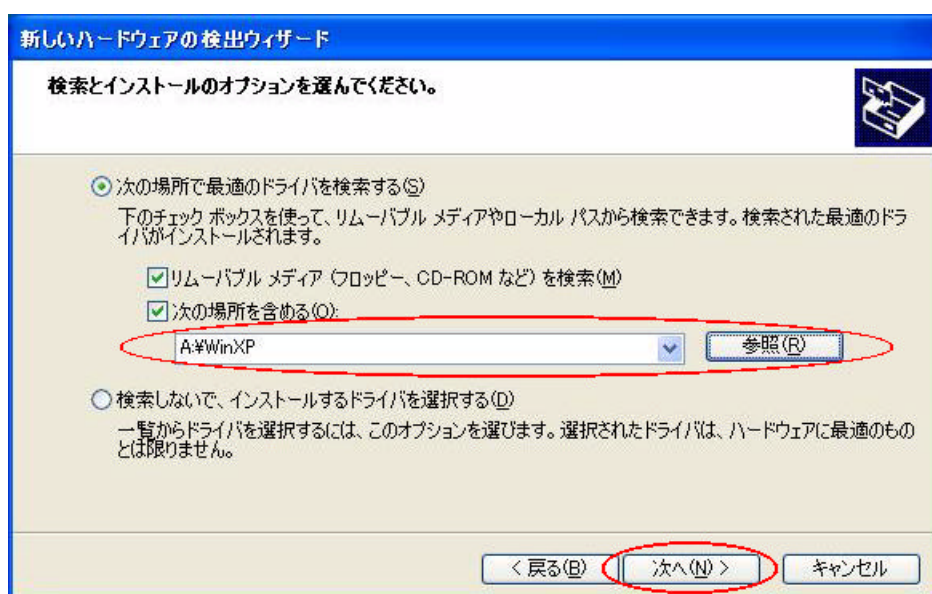 新しいハードウェアの検出ウィザード
検索とインストールのオプションを選んでください。
次の場所で最適のドライバを検索する(S)
下のチェック ボックスを使って、リムーバブル メディアやローカル パスから検索できます。検索された最適のドラ
イバがインストールされます。
リムーバブル メディア (フロッピー、CD-ROM など) を検索(M)
次の場所を含める(O):
A:¥WinXP
参照(R)
検索しないで、インストールするドライバを選択する(D)
一覧からドライバを選択するには、このオプションを選びます。選択されたドライバは、ハードウェアに最適のもの
とは限りません。
< 戻る(B)
次へ(N) >
キャンセル